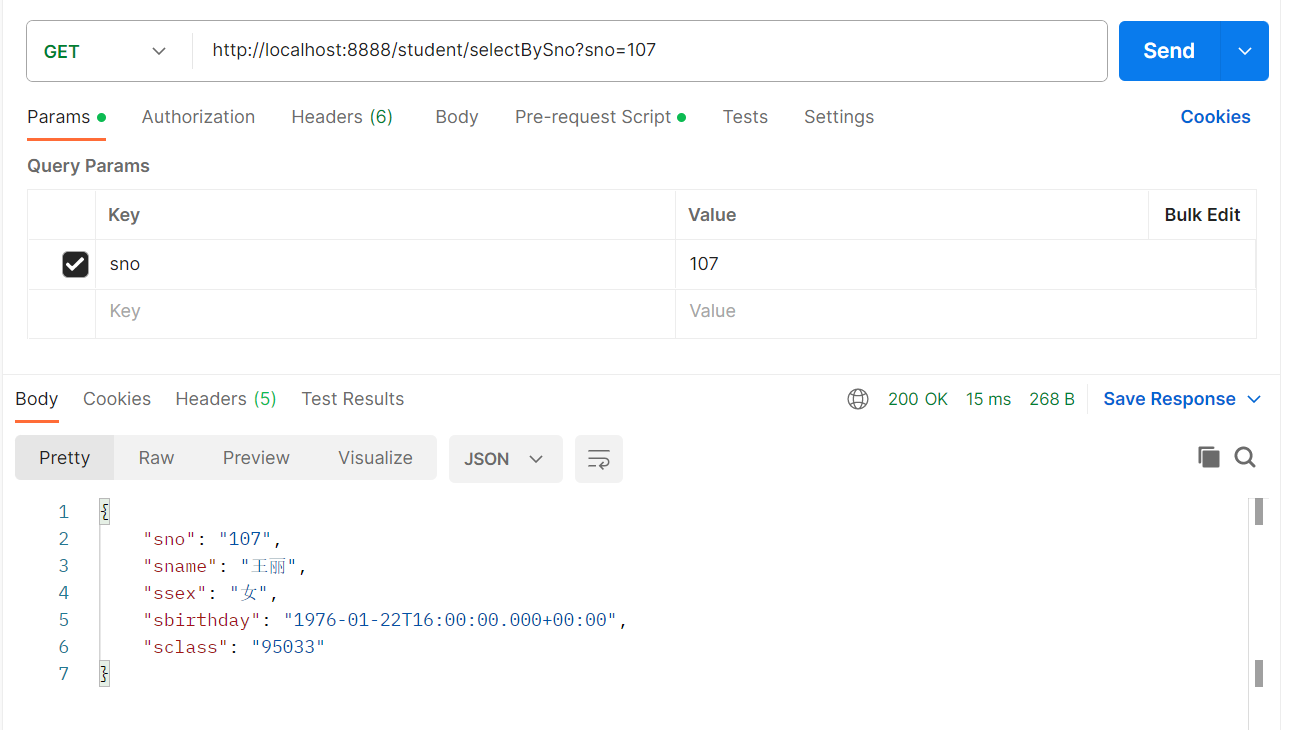 GET http://localhost:8888/student/selectBySno?sno=107 Send
Params Authorization Headers (6) Body Pre-request Script Tests Settings Cookies
Query Params
Key Value Bulk Edit
sno 107
Key Value
Body Cookies Headers (5) Test Results 200 OK 15 ms 268 B Save Response
Pretty Raw Preview Visualize JSON
1 {
2 "sno": "107",
3 "sname": "王丽",
4 "ssex": "女",
5 "sbirthday": "1976-01-22T16:00:00.000+00:00",
6 "sclass": "95033"
7 }